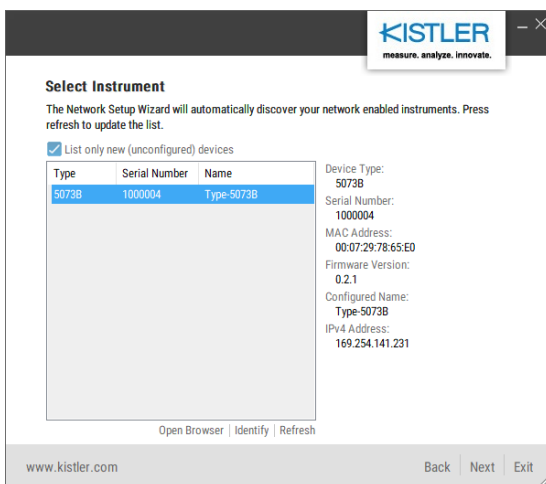 KISTLER
measure. analyze. innovate.
Select Instrument
The Network Setup Wizard will automatically discover your network enabled instruments. Press
refresh to update the list.
List only new (unconfigured) devices
Type Serial Number Name
5073B 1000004 Type-5073B
Device Type:
5073B
Serial Number:
1000004
MAC Address:
00:07:29:78:65:E0
Firmware Version:
0.2.1
Configured Name:
Type-5073B
IPv4 Address:
169.254.141.231
Open Browser | Identify | Refresh
www.kistler.com Back | Next | Exit